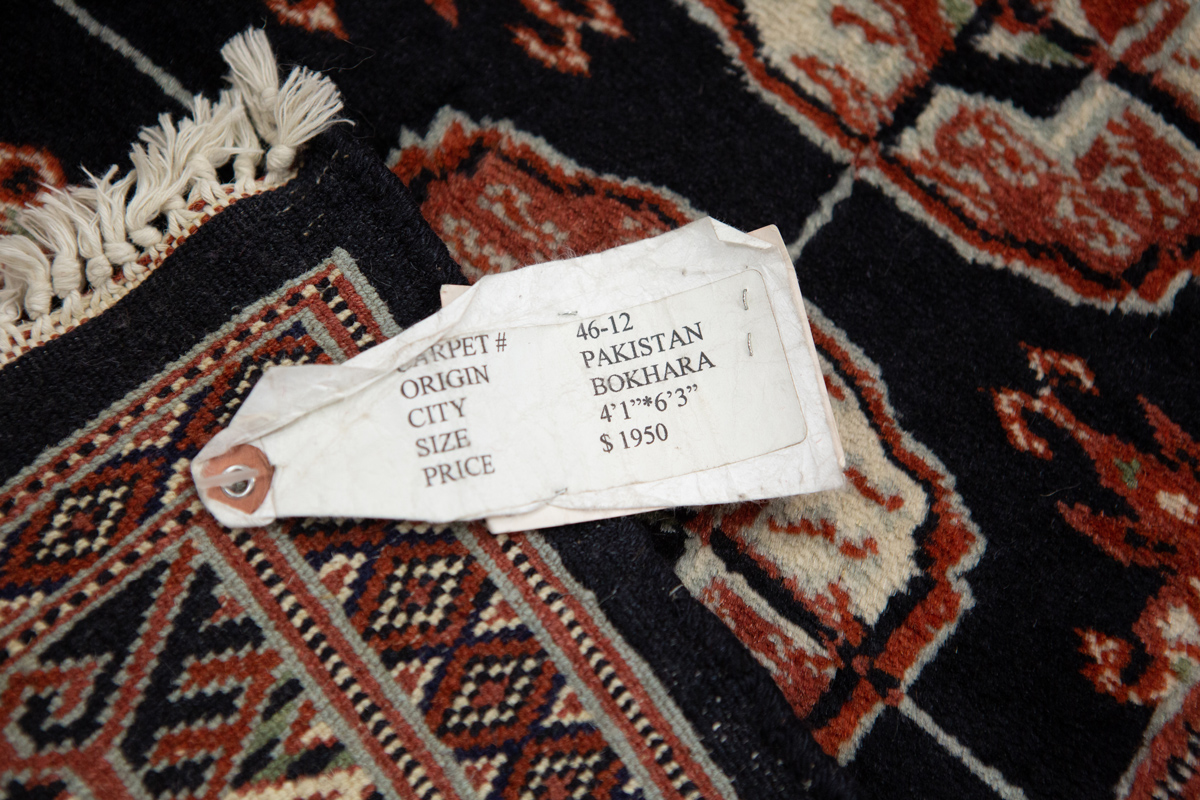 CARPET # 46-12
ORIGIN PAKISTAN
CITY BOKHARA
SIZE 4'1”*6'3”
PRICE $ 1950